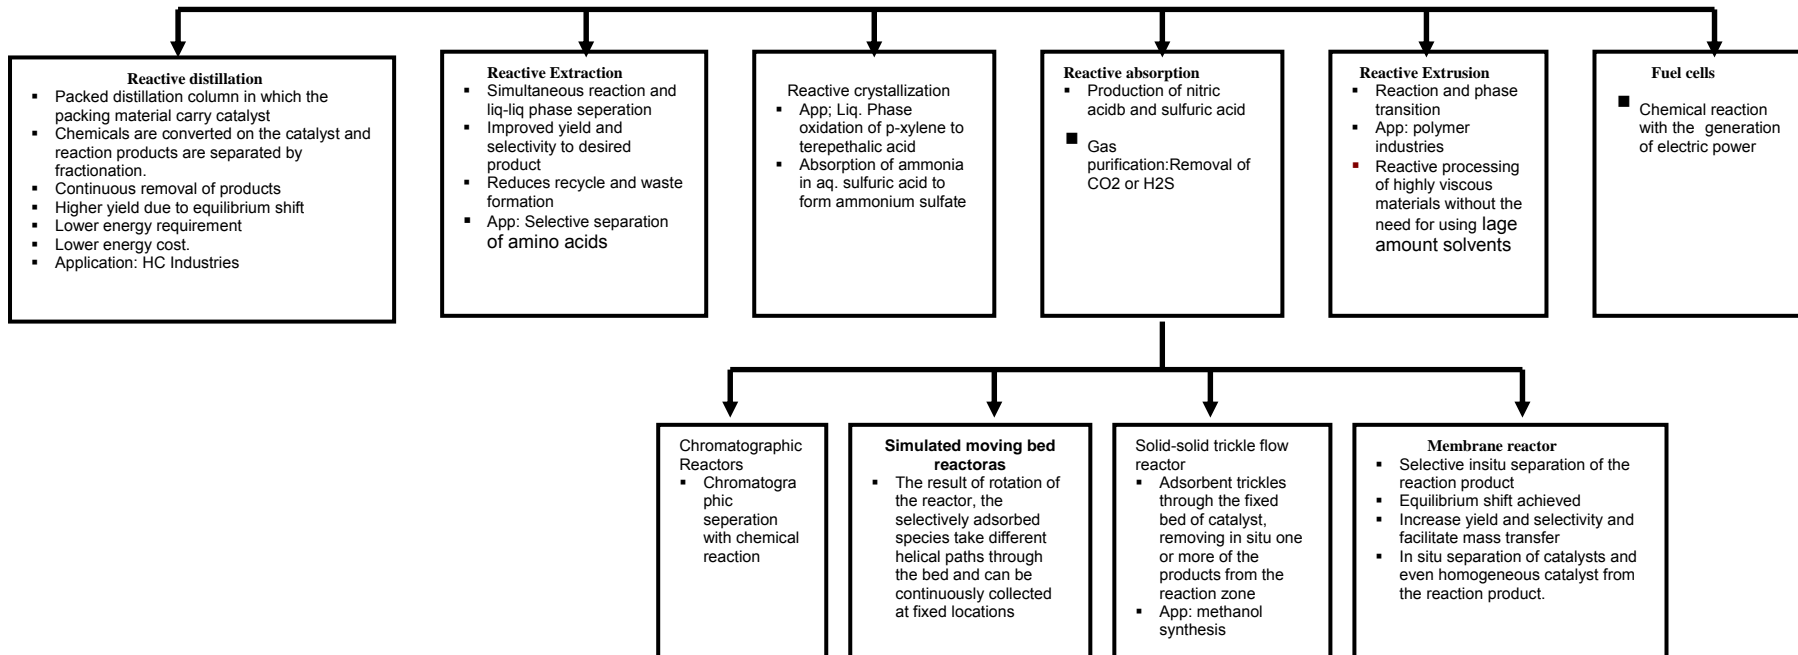 Reactive distillation
▪ Packed distillation column in which the
packing material carry catalyst
▪ Chemicals are converted on the catalyst and
reaction products are separated by
fractionation.
▪ Continuous removal of products
▪ Higher yield due to equilibrium shift
▪ Lower energy requirement
▪ Lower energy cost.
▪ Application: HC Industries
Reactive Extraction
▪ Simultaneous reaction and
liq-liq phase seperation
▪ Improved yield and
selectivity to desired
product
▪ Reduces recycle and waste
formation
▪ App: Selective separation
of amino acids
Reactive crystallization
▪ App; Liq. Phase
oxidation of p-xylene to
terepethalic acid
▪ Absorption of ammonia
in aq. sulfuric acid to
form ammonium sulfate
Reactive absorption
▪ Production of nitric
acidb and sulfuric acid
▪ Gas
purification:Removal of
CO2 or H2S
Reactive Extrusion
▪ Reaction and phase
transition
▪ App: polymer
industries
▪ Reactive processing
of highly viscous
materials without the
need for using lage
amount solvents
Fuel cells
▪ Chemical reaction
with the generation
of electric power
Chromatographic
Reactors
▪ Chromatogra
phic
seperation
with chemical
reaction
Simulated moving bed
reactoras
▪ The result of rotation of
the reactor, the
selectively adsorbed
species take different
helical paths through
the bed and can be
continuously collected
at fixed locations
Solid-solid trickle flow
reactor
▪ Adsorbent trickles
through the fixed
bed of catalyst,
removing in situ one
or more of the
products from the
reaction zone
▪ App: methanol
synthesis
Membrane reactor
▪ Selective insitu separation of the
reaction product
▪ Equilibrium shift achieved
▪ Increase yield and selectivity and
facilitate mass transfer
▪ In situ separation of catalysts and
even homogeneous catalyst from
the reaction product.